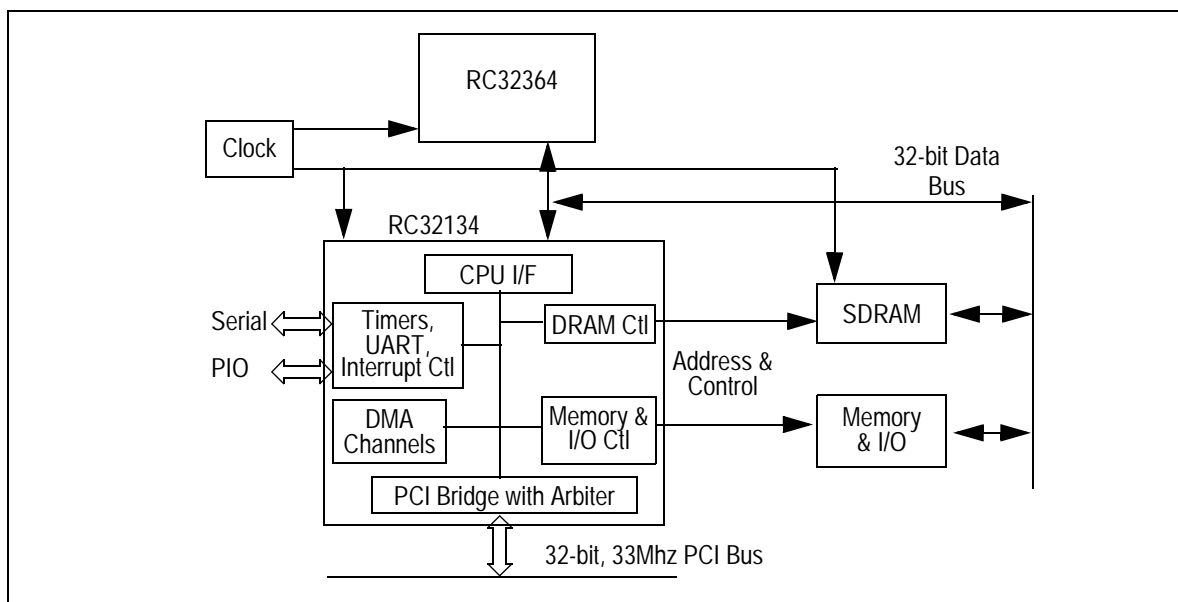 RC32364
Clock
32-bit Data
Bus
RC32134
CPU I/F
Serial
PIO
Timers,
UART,
Interrupt Ctl
DRAM Ctl
SDRAM
Address &
Control
DMA
Channels
Memory &
I/O Ctl
Memory
& I/O
PCI Bridge with Arbiter
32-bit, 33Mhz PCI Bus